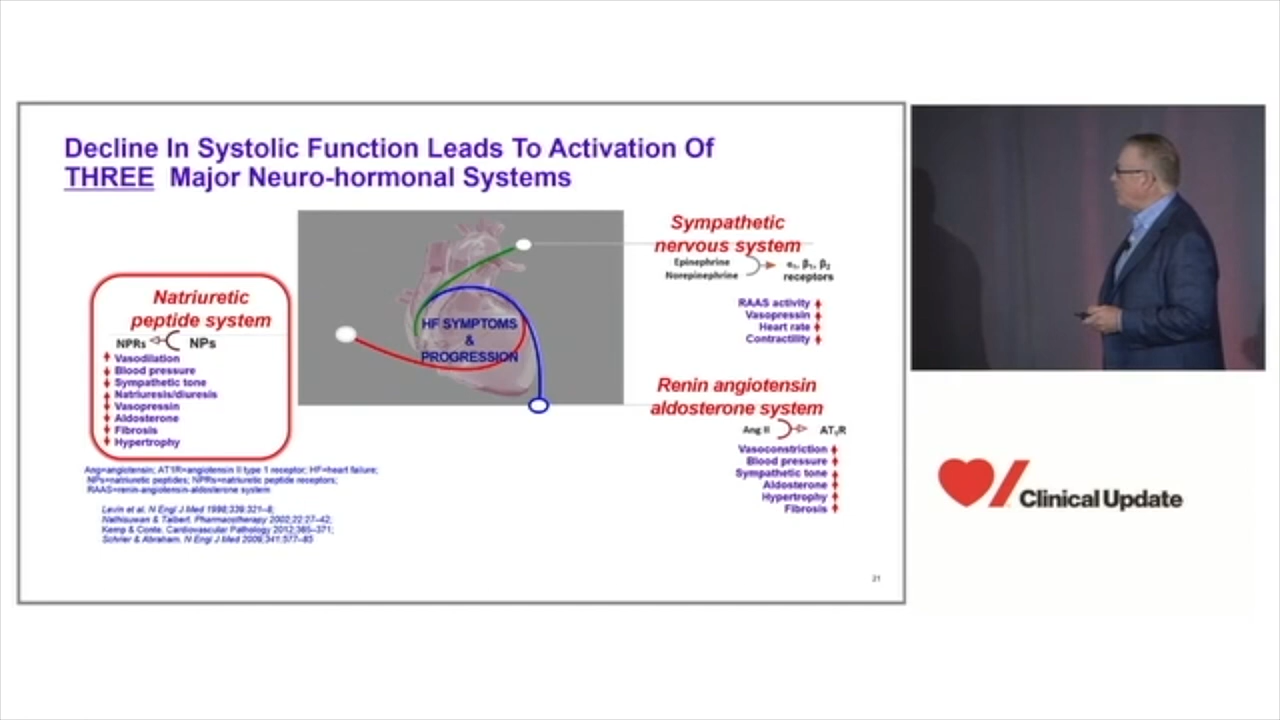 Decline In Systolic Function Leads To Activation Of
THREE Major Neuro-hormonal Systems
Natriuretic
peptide system
NPRs NPs
Vasodilation
Blood pressure
Sympathetic tone
Natriuresis/diuresis
Vasopressin
Aldosterone
Fibrosis
Hypertrophy
HF SYMPTOMS
&
PROGRESSION
Sympathetic
nervous system
Epinephrine
Norepinephrine
α₁, β₁, β₂
receptors
RAAS activity
Vasopressin
Heart rate
Contractility
Renin angiotensin
aldosterone system
Ang II AT₁R
Vasoconstriction
Blood pressure
Sympathetic tone
Aldosterone
Hypertrophy
Fibrosis
Ang=angiotensin; AT1R=angiotensin II type 1 receptor; HF=heart failure;
NPs=natriuretic peptides; NPRs=natriuretic peptide receptors;
RAAS=renin-angiotensin-aldosterone system
Levin et al. N Engl J Med 1998;339:321–8;
Nathisuwan & Talbert. Pharmacotherapy 2002;22:27–42;
Kemp & Conte. Cardiovascular Pathology 2012;365–371;
Schrier & Abraham. N Engl J Med 2009;341:577–85
21
Clinical Update